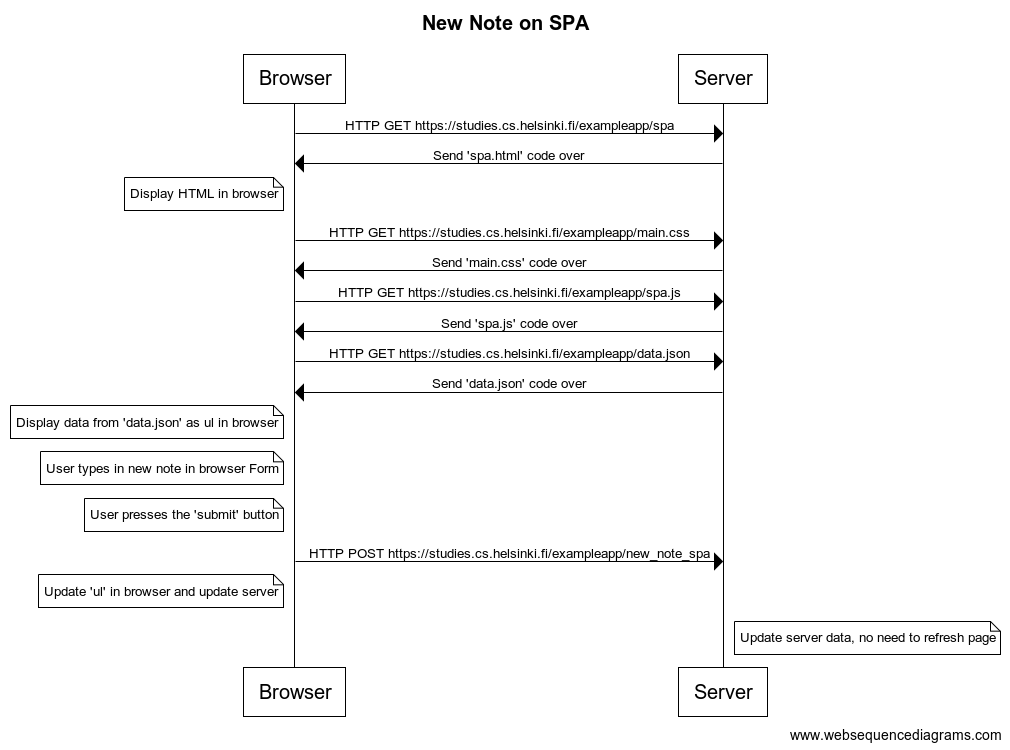 New Note on SPA
Browser
Server
HTTP GET https://studies.cs.helsinki.fi/exampleapp/spa
Send 'spa.html' code over
Display HTML in browser
HTTP GET https://studies.cs.helsinki.fi/exampleapp/main.css
Send 'main.css' code over
HTTP GET https://studies.cs.helsinki.fi/exampleapp/spa.js
Send 'spa.js' code over
HTTP GET https://studies.cs.helsinki.fi/exampleapp/data.json
Send 'data.json' code over
Display data from 'data.json' as ul in browser
User types in new note in browser Form
User presses the 'submit' button
HTTP POST https://studies.cs.helsinki.fi/exampleapp/new_note_spa
Update 'ul' in browser and update server
Update server data, no need to refresh page
Browser
Server
www.websequencediagrams.com